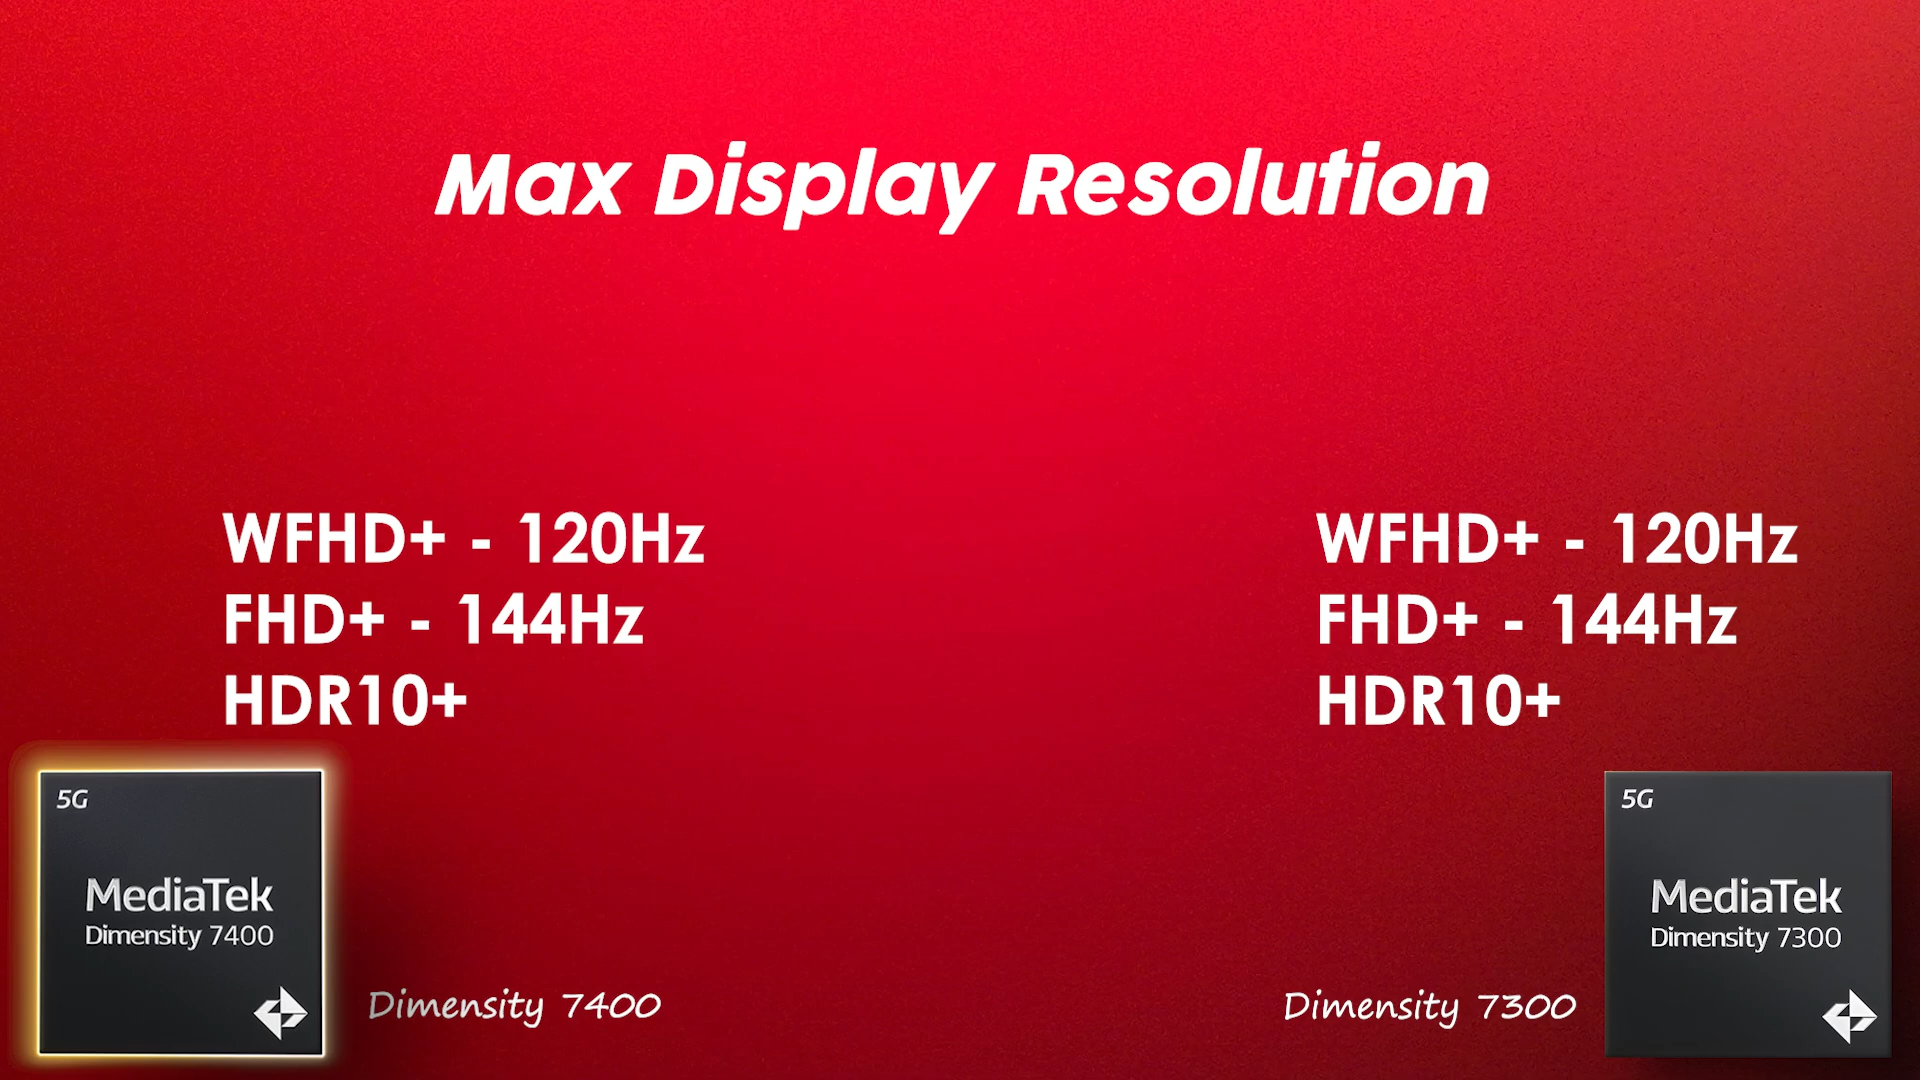 Max Display Resolution
WFHD+ - 120Hz
FHD+ - 144Hz
HDR10+
WFHD+ - 120Hz
FHD+ - 144Hz
HDR10+
5G
MediaTek
Dimensity 7400
Dimensity 7400
Dimensity 7300
5G
MediaTek
Dimensity 7300